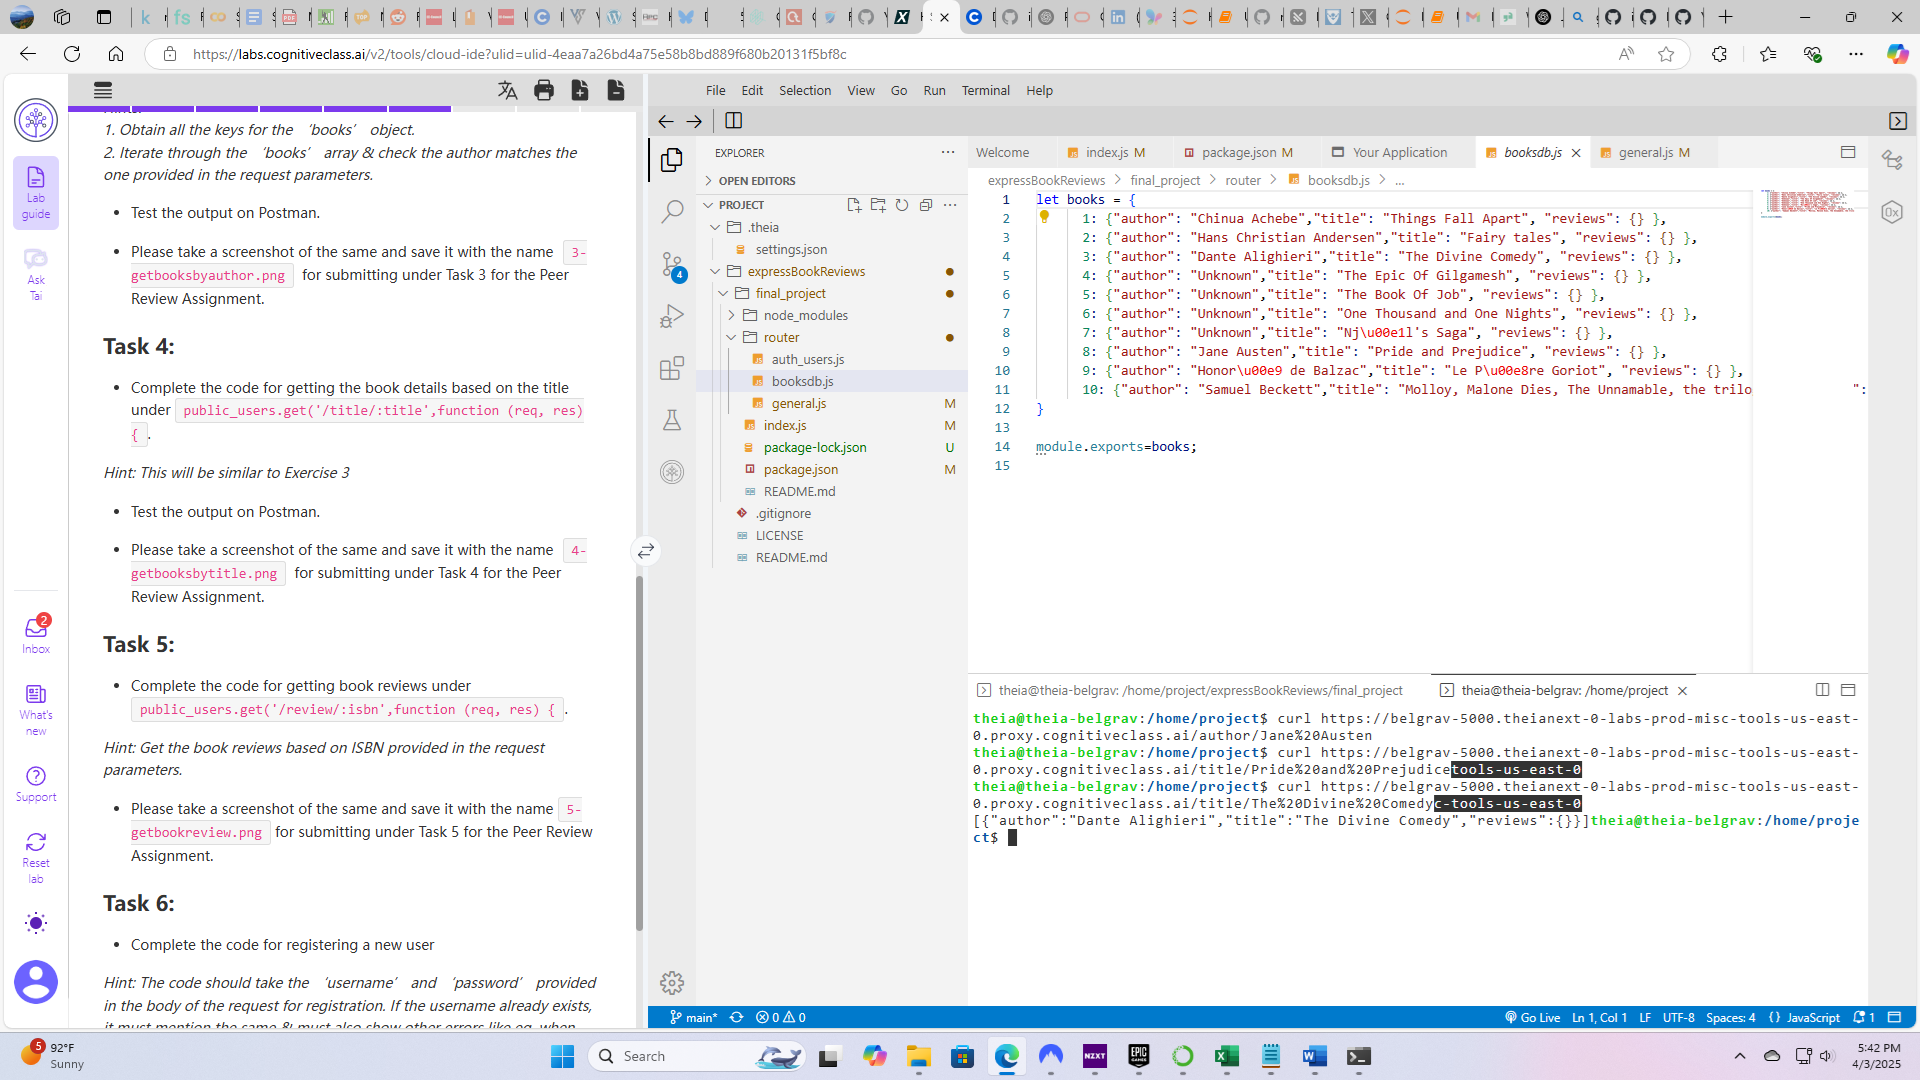 https://labs.cognitiveclass.ai/v2/tools/cloud-ide?ulid=ulid-4eaa7a26bd4a75e58b8bd889f680b20131f5bf8c
Lab
guide
Ask
Tai
2
Inbox
What's
new
Support
Reset
lab
1. Obtain all the keys for the ‘books’ object.
2. Iterate through the ‘books’ array & check the author matches the
one provided in the request parameters.
• Test the output on Postman.
• Please take a screenshot of the same and save it with the name 3-
getbooksbyauthor.png for submitting under Task 3 for the Peer
Review Assignment.
Task 4:
• Complete the code for getting the book details based on the title
under public_users.get('/title/:title',function (req, res)
{ .
Hint: This will be similar to Exercise 3
• Test the output on Postman.
• Please take a screenshot of the same and save it with the name 4-
getbooksbytitle.png for submitting under Task 4 for the Peer
Review Assignment.
Task 5:
• Complete the code for getting book reviews under
public_users.get('/review/:isbn',function (req, res) { .
Hint: Get the book reviews based on ISBN provided in the request
parameters.
• Please take a screenshot of the same and save it with the name 5-
getbookreview.png for submitting under Task 5 for the Peer Review
Assignment.
Task 6:
• Complete the code for registering a new user
Hint: The code should take the ‘username’ and ‘password’ provided
in the body of the request for registration. If the username already exists,
it must mention the same & must also show other errors like eg. when
File Edit Selection View Go Run Terminal Help
EXPLORER
OPEN EDITORS
PROJECT
.theia
settings.json
expressBookReviews
final_project
node_modules
router
auth_users.js
booksdb.js
general.js M
index.js M
package-lock.json U
package.json M
README.md
.gitignore
LICENSE
README.md
4
Welcome index.js M package.json M Your Application booksdb.js general.js M
expressBookReviews > final_project > router > booksdb.js > ...
1 let books = {
2 1: {"author": "Chinua Achebe","title": "Things Fall Apart", "reviews": {} },
3 2: {"author": "Hans Christian Andersen","title": "Fairy tales", "reviews": {} },
4 3: {"author": "Dante Alighieri","title": "The Divine Comedy", "reviews": {} },
5 4: {"author": "Unknown","title": "The Epic Of Gilgamesh", "reviews": {} },
6 5: {"author": "Unknown","title": "The Book Of Job", "reviews": {} },
7 6: {"author": "Unknown","title": "One Thousand and One Nights", "reviews": {} },
8 7: {"author": "Unknown","title": "Nj\u00e1l's Saga", "reviews": {} },
9 8: {"author": "Jane Austen","title": "Pride and Prejudice", "reviews": {} },
10 9: {"author": "Honor\u00e9 de Balzac","title": "Le P\u00e8re Goriot", "reviews": {} },
11 10: {"author": "Samuel Beckett","title": "Molloy, Malone Dies, The Unnamable, the trilo ":
12 }
13
14 module.exports=books;
15
theia@theia-belgrav: /home/project/expressBookReviews/final_project theia@theia-belgrav: /home/project
theia@theia-belgrav:/home/project$ curl https://belgrav-5000.theianext-0-labs-prod-misc-tools-us-east-
0.proxy.cognitiveclass.ai/author/Jane%20Austen
theia@theia-belgrav:/home/project$ curl https://belgrav-5000.theianext-0-labs-prod-misc-tools-us-east-
0.proxy.cognitiveclass.ai/title/Pride%20and%20Prejudicetools-us-east-0
theia@theia-belgrav:/home/project$ curl https://belgrav-5000.theianext-0-labs-prod-misc-tools-us-east-
0.proxy.cognitiveclass.ai/title/The%20Divine%20Comedyc-tools-us-east-0
[{"author":"Dante Alighieri","title":"The Divine Comedy","reviews":{}}]theia@theia-belgrav:/home/proje
ct$
main* 0 0 Go Live Ln 1, Col 1 LF UTF-8 Spaces: 4 {} JavaScript 1
5 92°F
Sunny
Search
NZXT
EPIC
GAMES
5:42 PM
4/3/2025